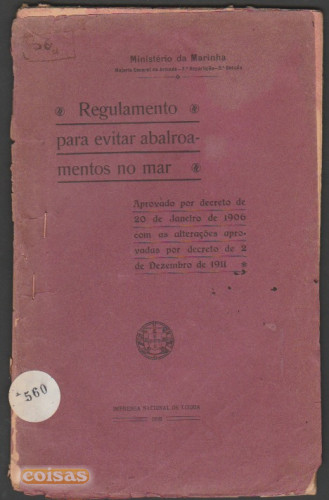 Ministério da Marinha
Regulamento
para evitar abalroa-
mentos no mar
Aprovado por decreto de
20 de Janeiro de 1906
com as alterações apro-
vadas por decreto de 2
de Dezembro de 1911
560
IMPRENSA NACIONAL DE LISBOA
coisas